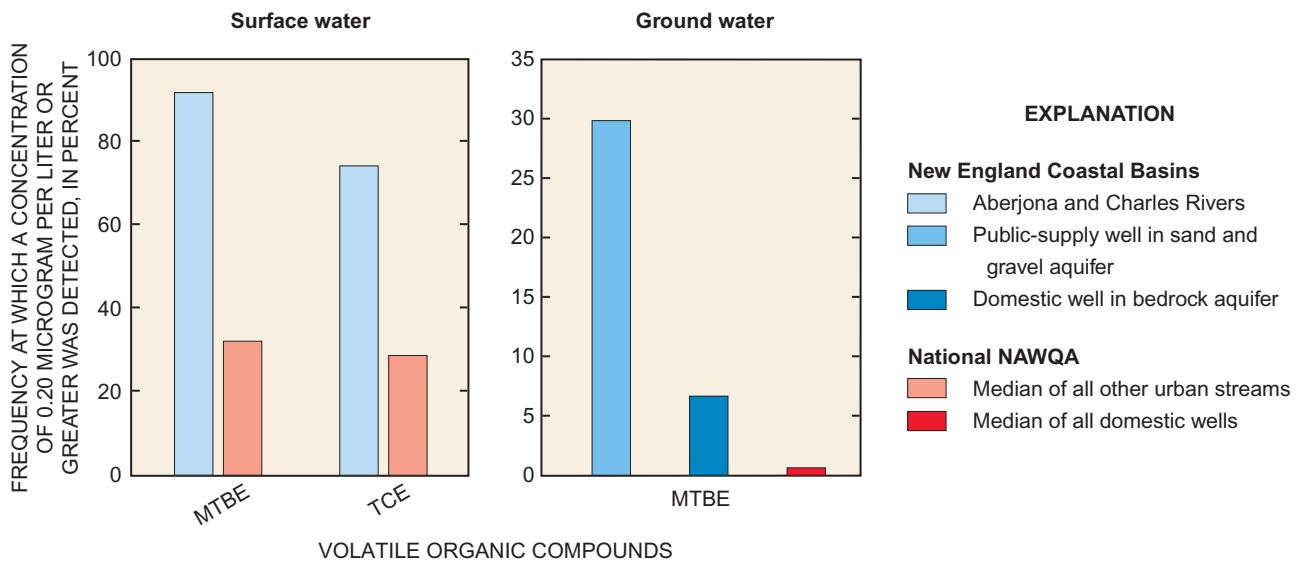 Surface water
Ground water
FREQUENCY AT WHICH A CONCENTRATION
OF 0.20 MICROGRAM PER LITER OR
GREATER WAS DETECTED, IN PERCENT
100
80
60
40
20
0
MTBE
TCE
35
30
25
20
15
10
5
0
MTBE
VOLATILE ORGANIC COMPOUNDS
EXPLANATION
New England Coastal Basins
Aberjona and Charles Rivers
Public-supply well in sand and
gravel aquifer
Domestic well in bedrock aquifer
National NAWQA
Median of all other urban streams
Median of all domestic wells